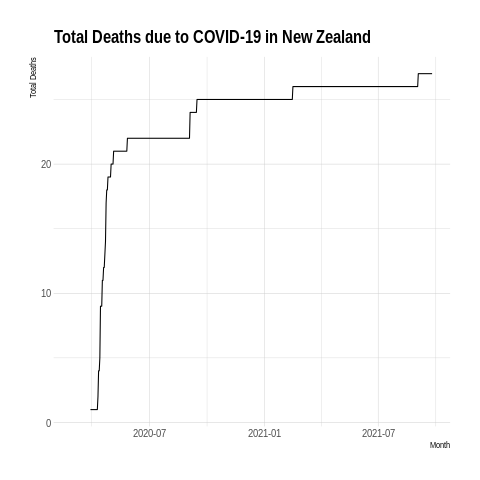 Total Deaths due to COVID-19 in New Zealand
Total Deaths
20
10
0
2020-07
2021-01
2021-07
Month